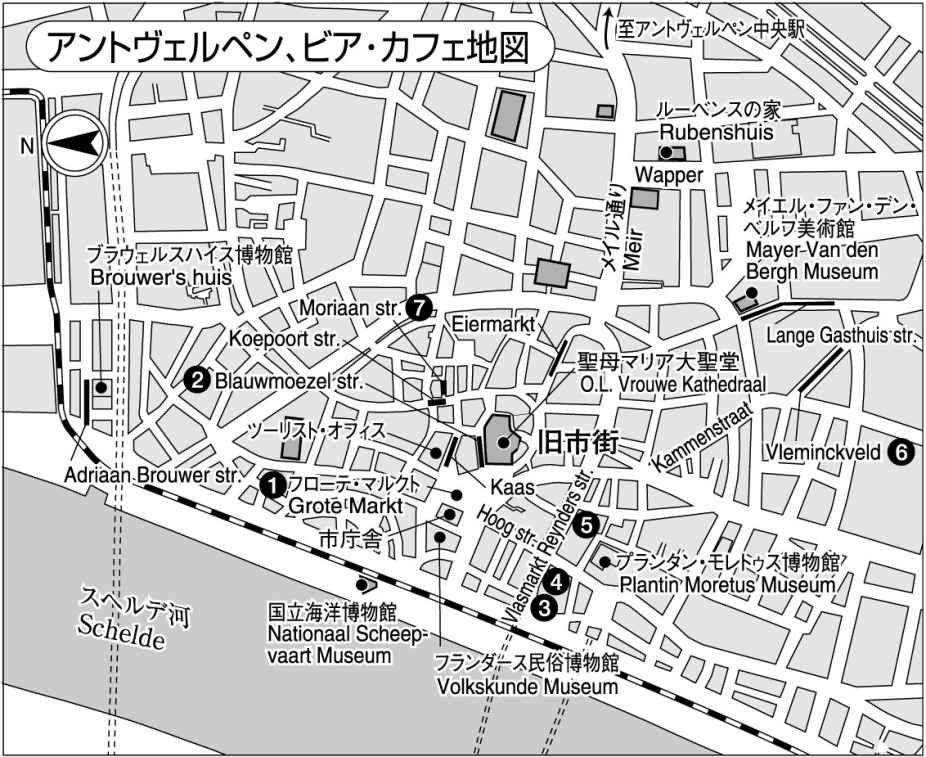 アントヴェルペン、ビア・カフェ地図
至アントヴェルペン中央駅
N
ルーベンスの家
Rubenshuis
Wapper
メイル通り
Meir
メイエル・ファン・デン・
ベルフ美術館
Mayer-Van den
Bergh Museum
ブラウェルスハイス博物館
Brouwer's huis
Moriaan str.
7
Koepoort str.
Eiermarkt
Lange Gasthuis str.
聖母マリア大聖堂
O.L. Vrouwe Kathedraal
2
Blauwmoezel str.
ツーリスト・オフィス
旧市街
Kammenstraat
Vleminckveld
6
Adriaan Brouwer str.
1
フローテ・マルクト
Grote Markt
Kaas
Hoog str.
市庁舎
Reynders str.
5
Vlasmarkt
4
3
プランタン・モレトゥス博物館
Plantin Moretus Museum
スヘルデ河
Schelde
国立海洋博物館
Nationaal Scheep-
vaart Museum
フランダース民俗博物館
Volkskunde Museum